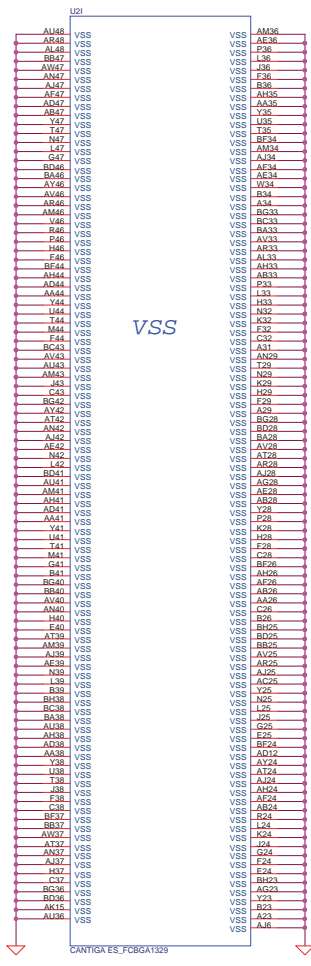 U2I
AU48 VSS
AR48 VSS
AL48 VSS
BB47 VSS
AW47 VSS
AN47 VSS
AJ47 VSS
AF47 VSS
AD47 VSS
AB47 VSS
Y47 VSS
T47 VSS
N47 VSS
L47 VSS
G47 VSS
BD46 VSS
BA46 VSS
AY46 VSS
AV46 VSS
AR46 VSS
AM46 VSS
V46 VSS
R46 VSS
P46 VSS
H46 VSS
F46 VSS
BF44 VSS
AH44 VSS
AD44 VSS
AA44 VSS
Y44 VSS
U44 VSS
T44 VSS
M44 VSS
F44 VSS
BC43 VSS
AV43 VSS
AU43 VSS
AM43 VSS
J43 VSS
C43 VSS
BG42 VSS
AY42 VSS
AT42 VSS
AN42 VSS
AJ42 VSS
AE42 VSS
N42 VSS
L42 VSS
BD41 VSS
AU41 VSS
AM41 VSS
AH41 VSS
AD41 VSS
AA41 VSS
Y41 VSS
U41 VSS
T41 VSS
M41 VSS
G41 VSS
B41 VSS
BG40 VSS
BB40 VSS
AV40 VSS
AN40 VSS
H40 VSS
E40 VSS
AT39 VSS
AM39 VSS
AJ39 VSS
AE39 VSS
N39 VSS
L39 VSS
B39 VSS
BH38 VSS
BC38 VSS
BA38 VSS
AU38 VSS
AH38 VSS
AD38 VSS
AA38 VSS
Y38 VSS
U38 VSS
T38 VSS
J38 VSS
F38 VSS
C38 VSS
BF37 VSS
BB37 VSS
AW37 VSS
AT37 VSS
AN37 VSS
AJ37 VSS
H37 VSS
C37 VSS
BG36 VSS
BD36 VSS
AK15 VSS
AU36 VSS
VSS
VSS AM36
VSS AE36
VSS P36
VSS L36
VSS J36
VSS F36
VSS B36
VSS AH35
VSS AA35
VSS Y35
VSS U35
VSS T35
VSS BF34
VSS AM34
VSS AJ34
VSS AF34
VSS AE34
VSS W34
VSS B34
VSS A34
VSS BG33
VSS BC33
VSS BA33
VSS AV33
VSS AR33
VSS AL33
VSS AH33
VSS AB33
VSS P33
VSS L33
VSS H33
VSS N32
VSS K32
VSS F32
VSS C32
VSS A31
VSS AN29
VSS T29
VSS N29
VSS K29
VSS H29
VSS F29
VSS A29
VSS BG28
VSS BD28
VSS BA28
VSS AV28
VSS AT28
VSS AR28
VSS AJ28
VSS AG28
VSS AE28
VSS AB28
VSS Y28
VSS P28
VSS K28
VSS H28
VSS F28
VSS C28
VSS BF26
VSS AH26
VSS AF26
VSS AB26
VSS AA26
VSS C26
VSS B26
VSS BH25
VSS BD25
VSS BB25
VSS AV25
VSS AR25
VSS AJ25
VSS AC25
VSS Y25
VSS N25
VSS L25
VSS J25
VSS G25
VSS E25
VSS BF24
VSS AD12
VSS AY24
VSS AT24
VSS AJ24
VSS AH24
VSS AF24
VSS AB24
VSS R24
VSS L24
VSS K24
VSS J24
VSS G24
VSS F24
VSS E24
VSS BH23
VSS AG23
VSS Y23
VSS B23
VSS A23
VSS AJ6
CANTIGA ES_FCBGA1329